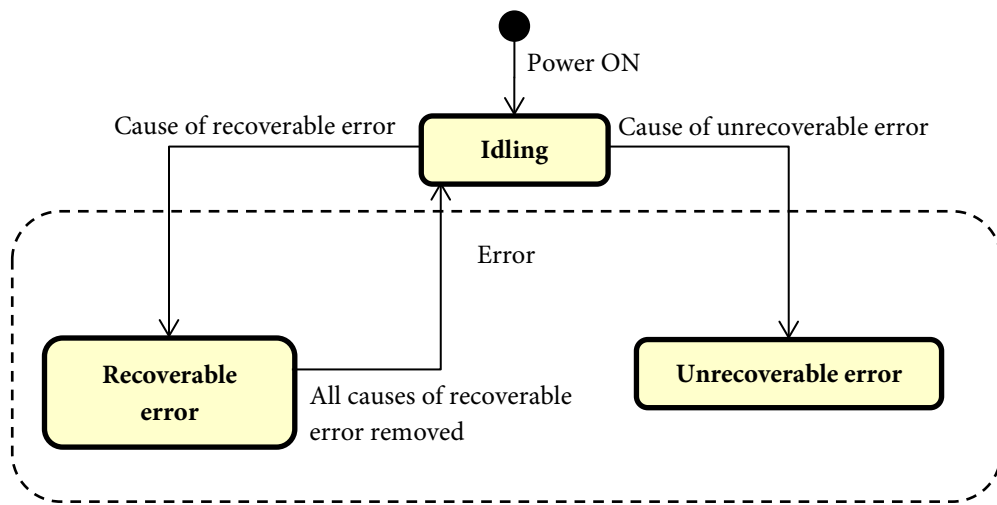 Power ON
Cause of recoverable error
Idling
Cause of unrecoverable error
Error
Recoverable
error
All causes of recoverable
error removed
Unrecoverable error